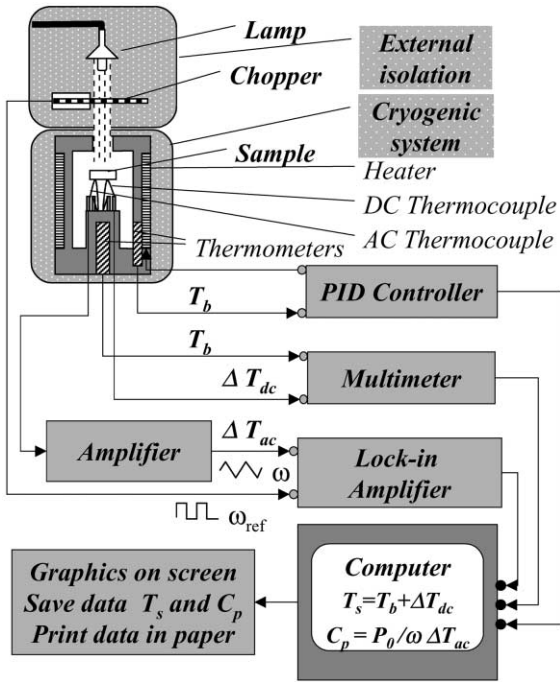 Lamp
External
isolation
Chopper
Cryogenic
system
Sample
Heater
DC Thermocouple
AC Thermocouple
Thermometers
PID Controller
T_b
T_b
Multimeter
Δ T_dc
Amplifier
Δ T_ac
ω
Lock-in
Amplifier
ω_ref
Graphics on screen
Save data T_s and C_p
Print data in paper
Computer
T_s=T_b+ΔT_dc
C_p = P_0/ω ΔT_ac